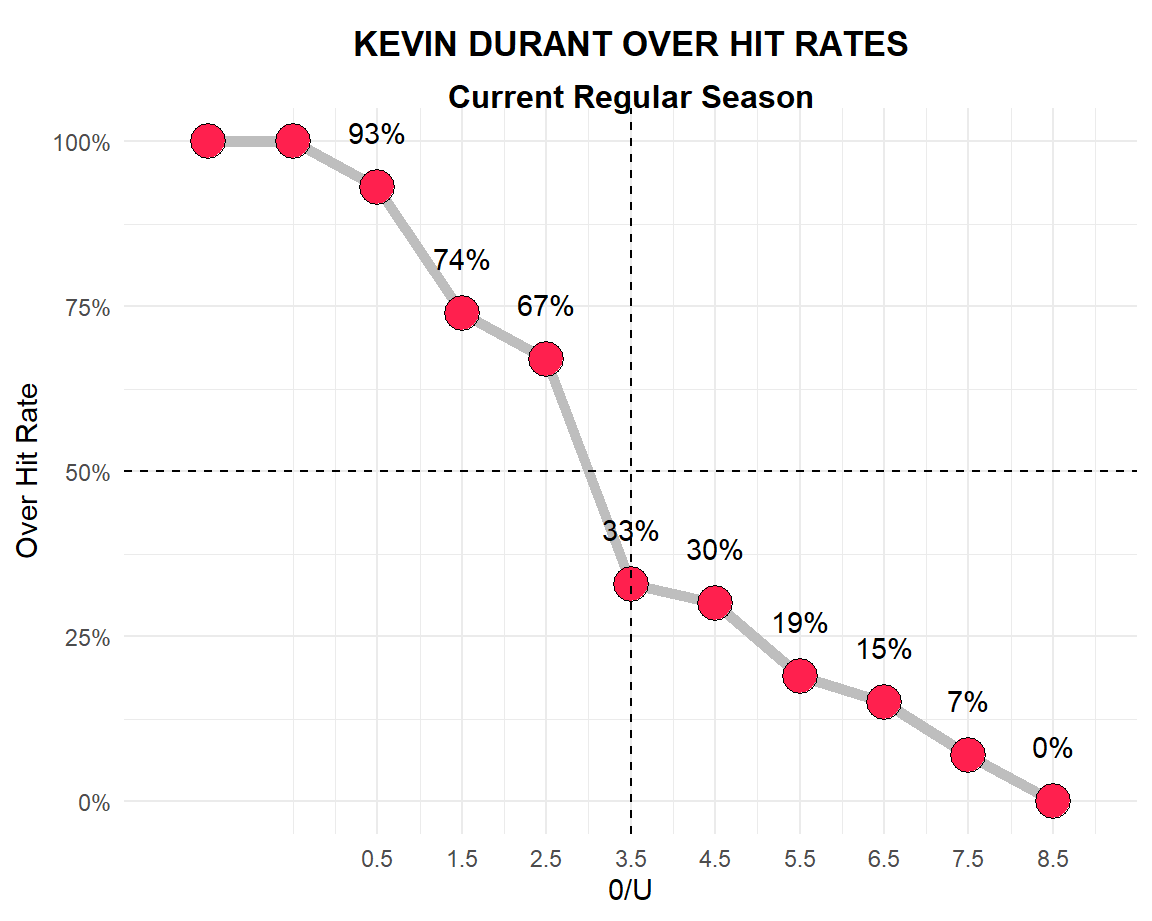 KEVIN DURANT OVER HIT RATES
Current Regular Season
100%
93%
74%
75%
67%
Over Hit Rate
50%
33%
30%
25%
19%
15%
7%
0%
0%
0.5 1.5 2.5 3.5 4.5 5.5 6.5 7.5 8.5
0/U